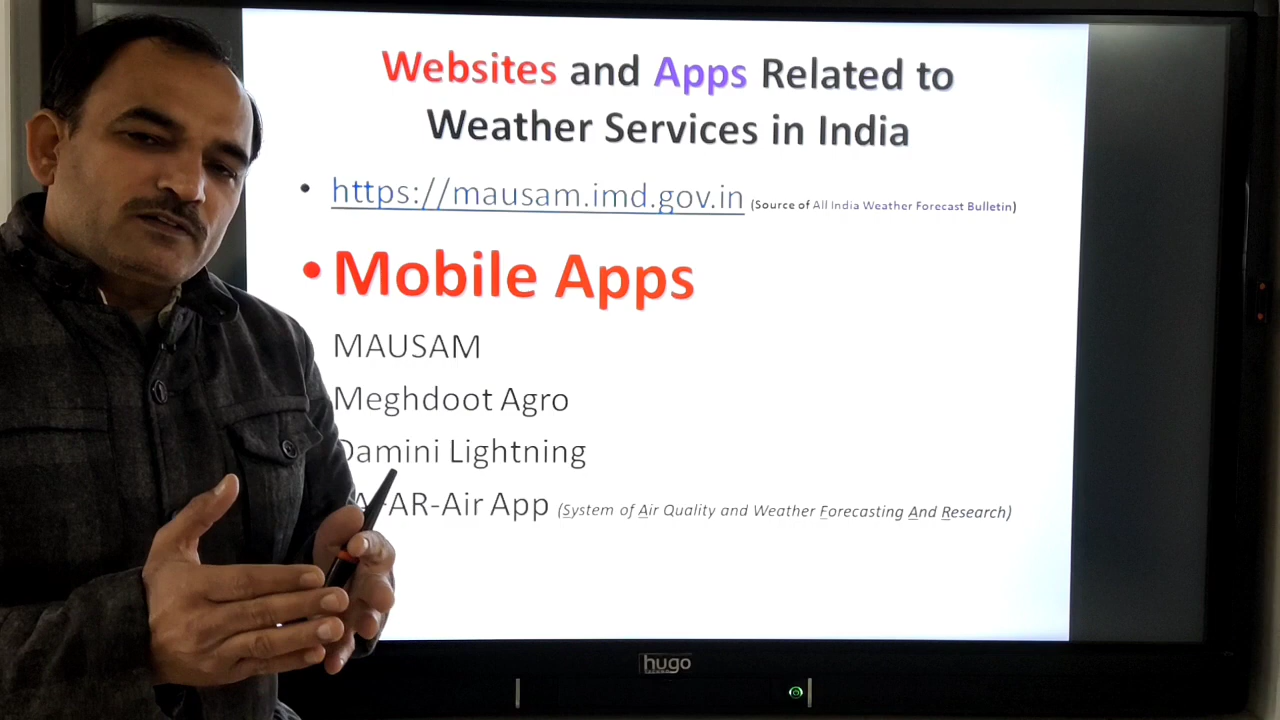 Websites and Apps Related to
Weather Services in India
• https://mausam.imd.gov.in (Source of All India Weather Forecast Bulletin)
• Mobile Apps
MAUSAM
Meghdoot Agro
Damini Lightning
A-AR-Air App (System of Air Quality and Weather Forecasting And Research)
hugo